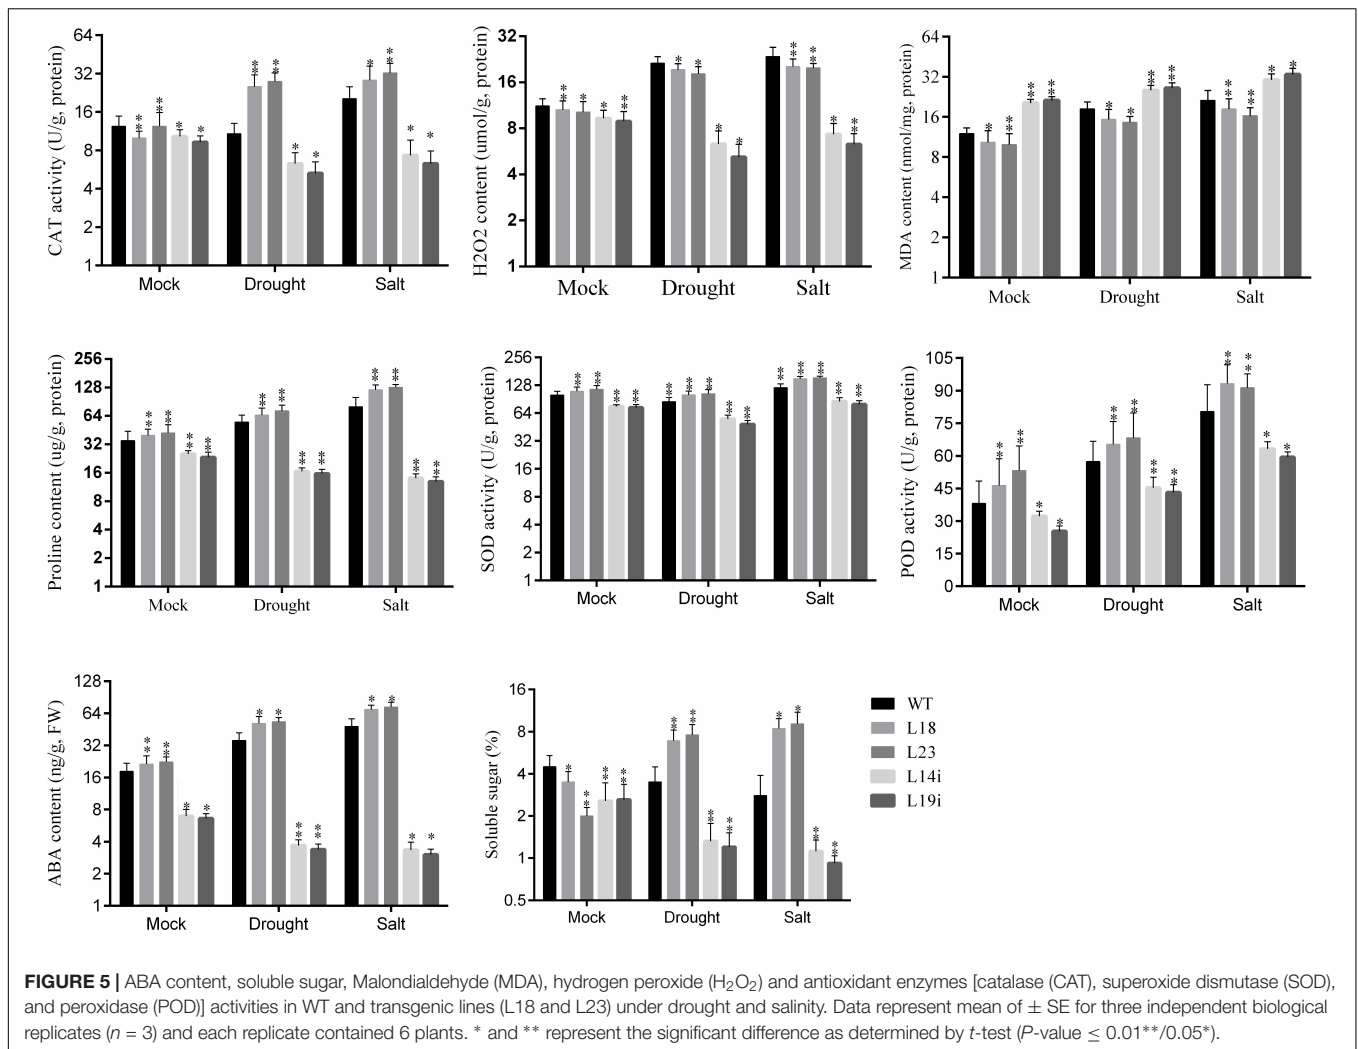 CAT activity (U/g, protein)
64
32
16
8
4
2
1
Mock Drought Salt
H2O2 content (umol/g, protein)
32
16
8
4
2
1
Mock Drought Salt
MDA content (nmol/mg, protein)
64
32
16
8
4
2
1
Mock Drought Salt
Proline content (ug/g, protein)
256
128
64
32
16
8
4
2
1
Mock Drought Salt
SOD activity (U/g, protein)
256
128
64
32
16
8
4
2
1
Mock Drought Salt
POD activity (U/g, protein)
105
90
75
60
45
30
15
0
Mock Drought Salt
ABA content (ng/g, FW)
128
64
32
16
8
4
2
1
Mock Drought Salt
Soluble sugar (%)
16
8
4
2
1
0.5
Mock Drought Salt
WT
L18
L23
L14i
L19i
FIGURE 5 | ABA content, soluble sugar, Malondialdehyde (MDA), hydrogen peroxide (H2O2) and antioxidant enzymes [catalase (CAT), superoxide dismutase (SOD),
and peroxidase (POD)] activities in WT and transgenic lines (L18 and L23) under drought and salinity. Data represent mean of ± SE for three independent biological
replicates (n = 3) and each replicate contained 6 plants. * and ** represent the significant difference as determined by t-test (P-value ≤ 0.01**/0.05*).